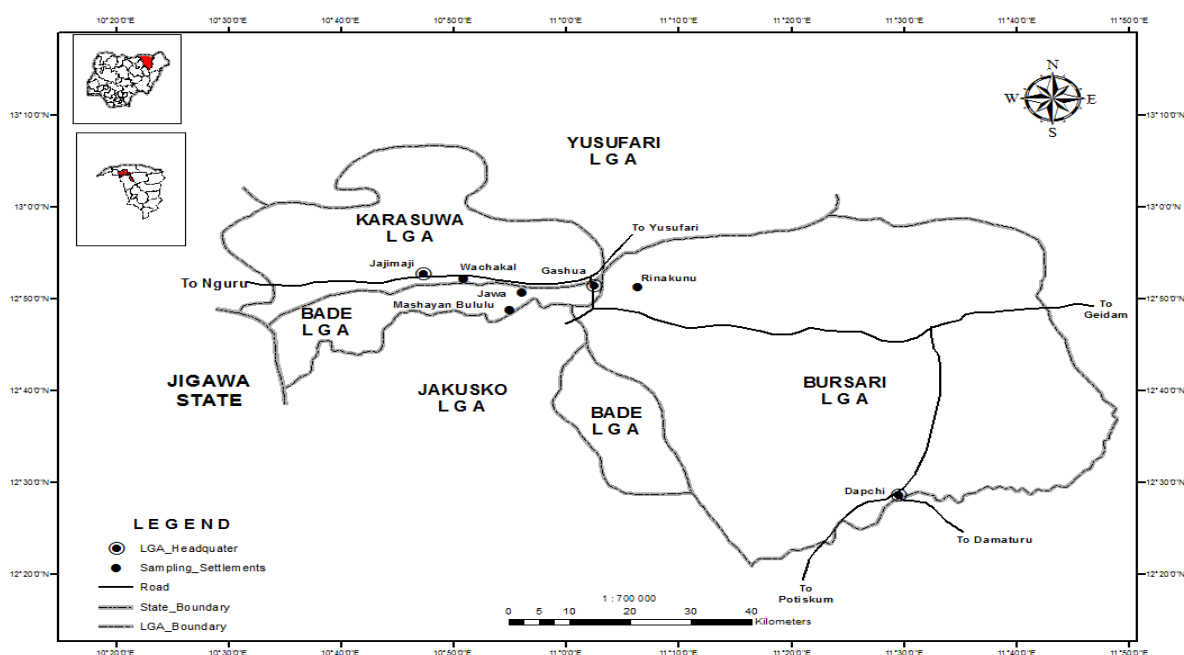 10°20'0"E 10°30'0"E 10°40'0"E 10°50'0"E 11°0'0"E 11°10'0"E 11°20'0"E 11°30'0"E 11°40'0"E 11°50'0"E
N
W E
S
13°10'0"N 13°10'0"N
YUSUFARI
LGA
13°0'0"N 13°0'0"N
KARASUWA
LGA
To Yusufari
Jajimaji
Wachakal
Gashua
Rinakunu
To Nguru
Jawa
12°50'0"N 12°50'0"N
Mashayan Bululu
To
Geidam
BADE
LGA
JIGAWA
STATE
12°40'0"N 12°40'0"N
JAKUSKO
LGA
BURSARI
LGA
BADE
LGA
12°30'0"N 12°30'0"N
Dapchi
To Damaturu
To
Potiskum
LEGEND
LGA_Headquater
Sampling_Settlements
12°20'0"N 12°20'0"N
Road
State_Boundary
LGA_Boundary
1 : 700 000
0 5 10 20 30 40
Kilometers
10°20'0"E 10°30'0"E 10°40'0"E 10°50'0"E 11°0'0"E 11°10'0"E 11°20'0"E 11°30'0"E 11°40'0"E 11°50'0"E